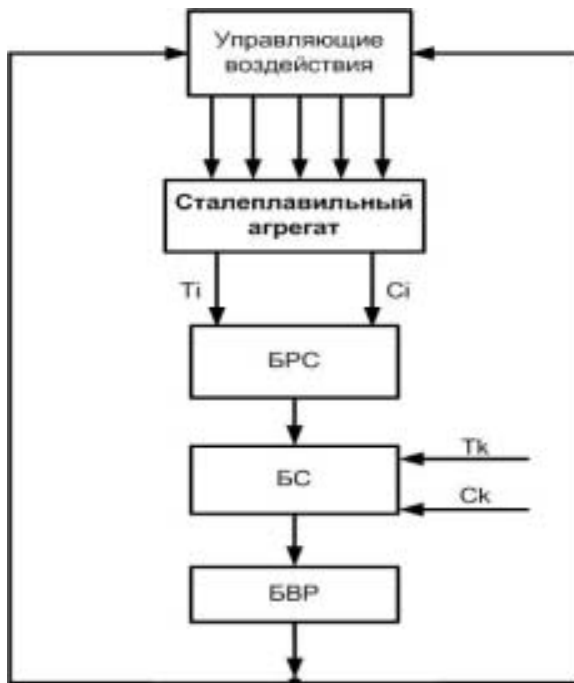 Управляющие
воздействия
Сталеплавильный
агрегат
Ti
Ci
БРС
Tk
БС
Ck
БВР